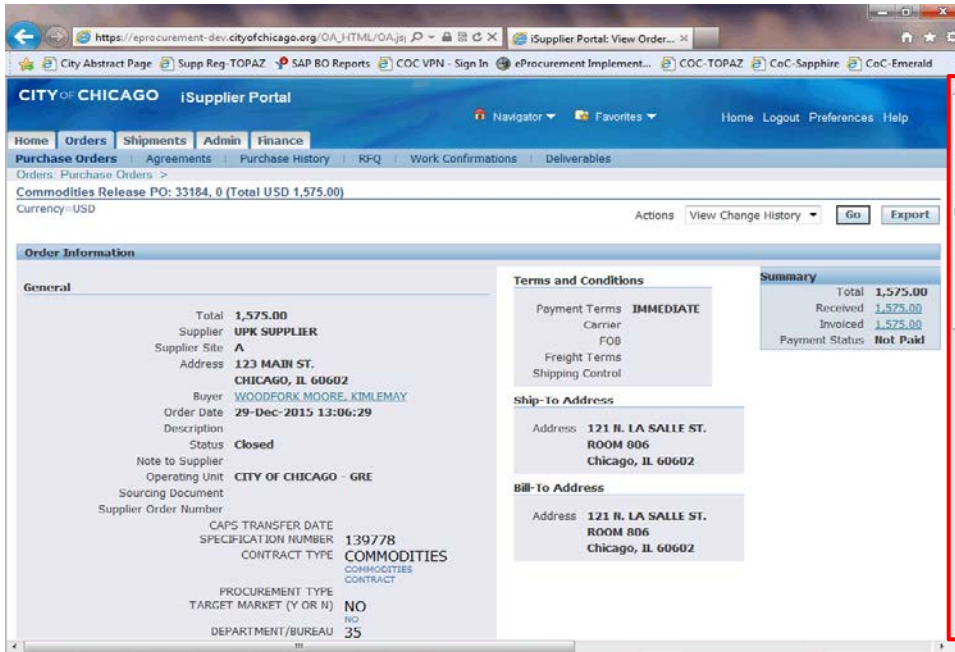 https://eprocurement-dev.cityofchicago.org/OA_HTML/OA.js
iSupplier Portal: View Order...
City Abstract Page
Supp Reg-TOPAZ
SAP BO Reports
COC VPN - Sign In
eProcurement Implement...
COC-TOPAZ
CoC-Sapphire
CoC-Emerald
CITY OF CHICAGO iSupplier Portal
Navigator
Favorites
Home Logout Preferences Help
Home Orders Shipments Admin Finance
Purchase Orders | Agreements | Purchase History | RFQ | Work Confirmations | Deliverables
Orders: Purchase Orders >
Commodities Release PO: 33184, 0 (Total USD 1,575.00)
Currency=USD
Actions View Change History Go Export
Order Information
General
Total 1,575.00
Supplier UPK SUPPLIER
Supplier Site A
Address 123 MAIN ST.
CHICAGO, IL 60602
Buyer WOODFORK MOORE, KIMLEMAY
Order Date 29-Dec-2015 13:06:29
Description
Status Closed
Note to Supplier
Operating Unit CITY OF CHICAGO - GRE
Sourcing Document
Supplier Order Number
CAPS TRANSFER DATE
SPECIFICATION NUMBER 139778
CONTRACT TYPE COMMODITIES
COMMODITIES
CONTRACT
PROCUREMENT TYPE
TARGET MARKET (Y OR N) NO
NO
DEPARTMENT/BUREAU 35
Terms and Conditions
Payment Terms IMMEDIATE
Carrier
FOB
Freight Terms
Shipping Control
Ship-To Address
Address 121 N. LA SALLE ST.
ROOM 806
Chicago, IL 60602
Bill-To Address
Address 121 N. LA SALLE ST.
ROOM 806
Chicago, IL 60602
Summary
Total 1,575.00
Received 1,575.00
Invoiced 1,575.00
Payment Status Not Paid